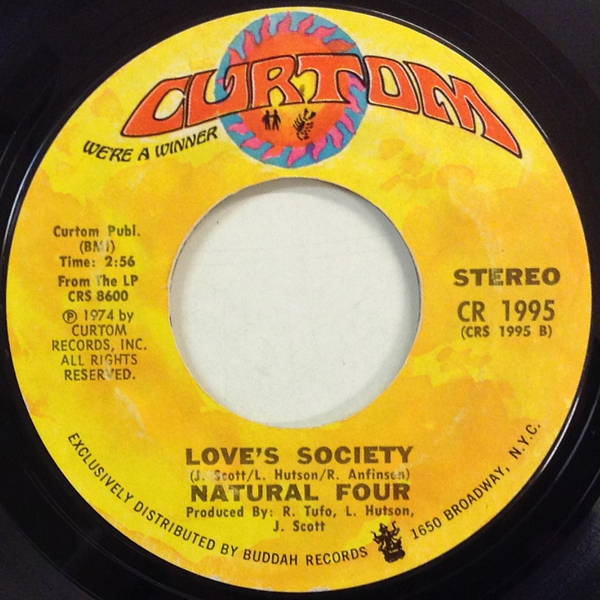 CURTOM
WE'RE A WINNER
Curtom Publ.
(BMI)
Time: 2:56
From The LP
CRS 8600
℗ 1974 by
CURTOM
RECORDS, INC.
ALL RIGHTS
RESERVED.
STEREO
CR 1995
(CRS 1995 B)
LOVE'S SOCIETY
(J. Scott/L. Hutson/R. Anfinsen)
NATURAL FOUR
Produced By: R. Tufo, L. Hutson,
J. Scott
EXCLUSIVELY DISTRIBUTED BY BUDDAH RECORDS 1650 BROADWAY, N.Y.C.